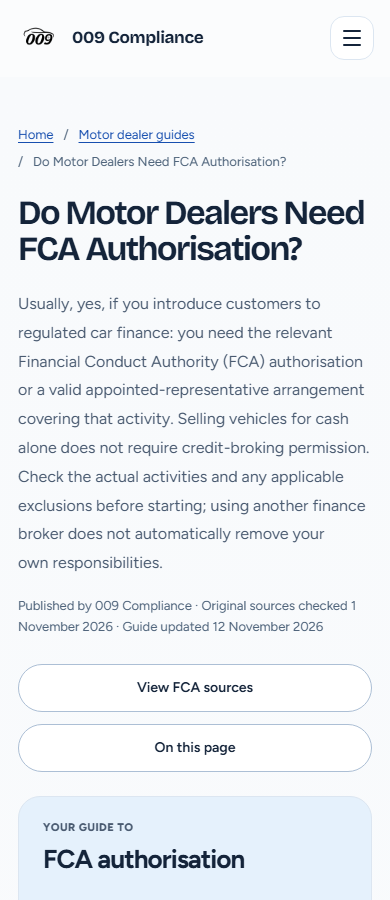 009 009 Compliance
Home / Motor dealer guides
/ Do Motor Dealers Need FCA Authorisation?
Do Motor Dealers Need
FCA Authorisation?
Usually, yes, if you introduce customers to
regulated car finance: you need the relevant
Financial Conduct Authority (FCA) authorisation
or a valid appointed-representative arrangement
covering that activity. Selling vehicles for cash
alone does not require credit-broking permission.
Check the actual activities and any applicable
exclusions before starting; using another finance
broker does not automatically remove your
own responsibilities.
Published by 009 Compliance · Original sources checked 1
November 2026 · Guide updated 12 November 2026
View FCA sources
On this page
YOUR GUIDE TO
FCA authorisation